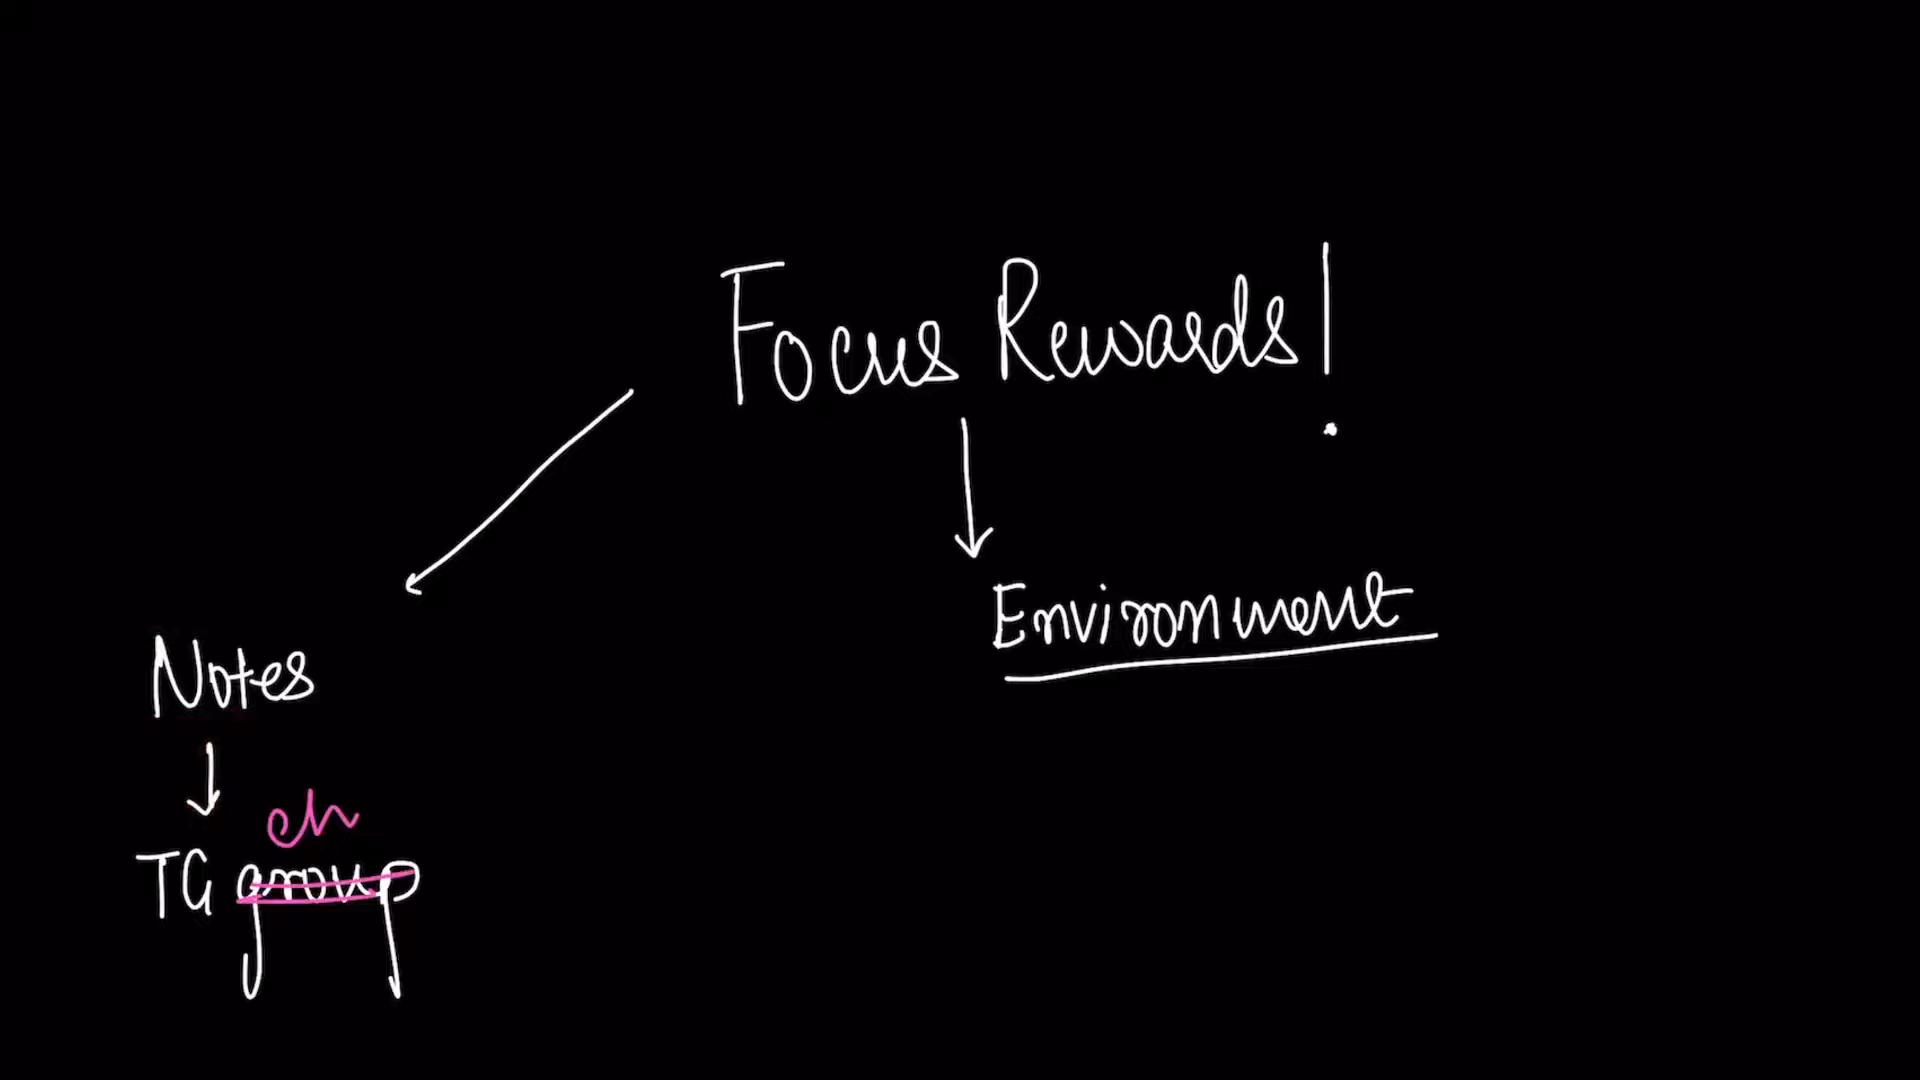 Focus Rewards!
Environment
Notes
ch
TG group